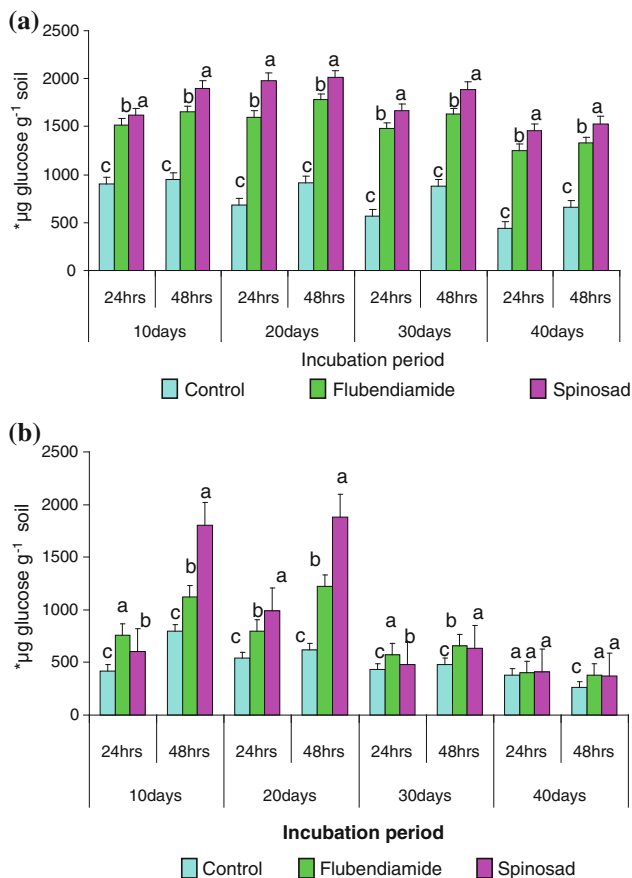 (a)
2500
2000
1500
1000
500
0
*µg glucose g⁻¹ soil
c b a c b a c b a c b a c b a c b a c b a c b a
24hrs 48hrs 24hrs 48hrs 24hrs 48hrs 24hrs 48hrs
10days 20days 30days 40days
Incubation period
Control Flubendiamide Spinosad
(b)
2500
2000
1500
1000
500
0
*µg glucose g⁻¹ soil
c a b c b a c b a c b a c a b c b a a a a c a a
24hrs 48hrs 24hrs 48hrs 24hrs 48hrs 24hrs 48hrs
10days 20days 30days 40days
Incubation period
Control Flubendiamide Spinosad